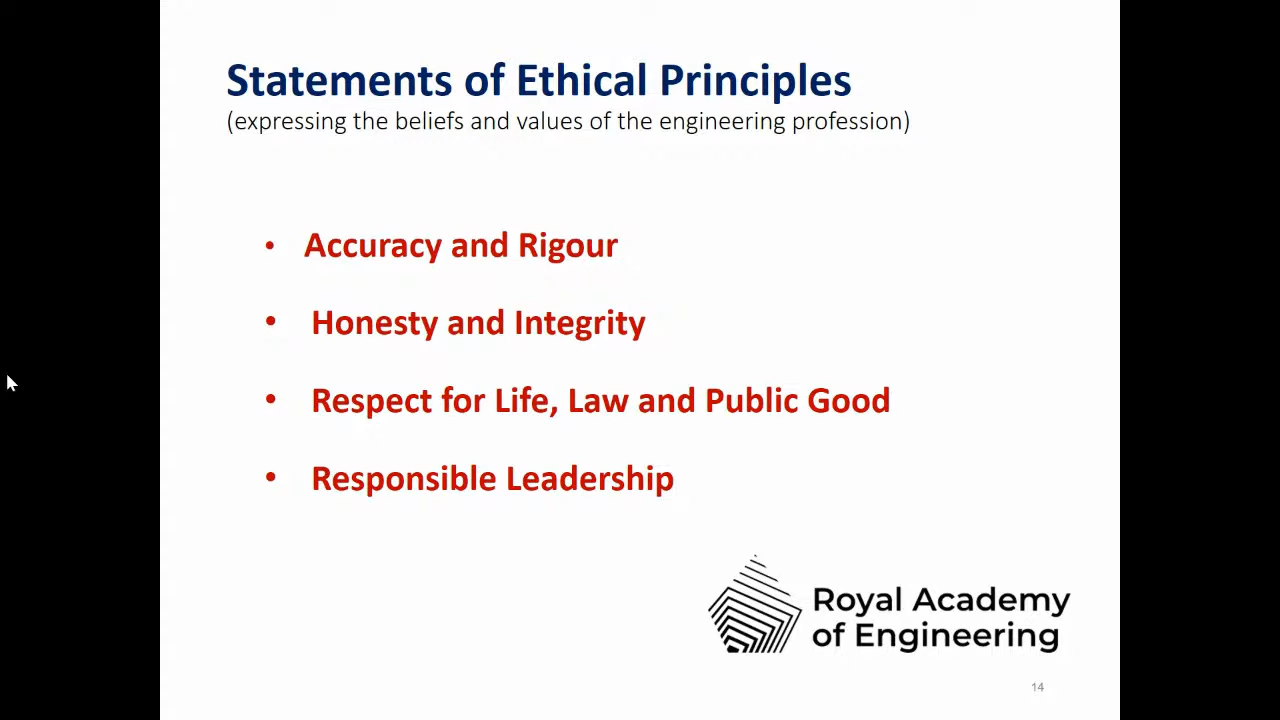 Statements of Ethical Principles
(expressing the beliefs and values of the engineering profession)
• Accuracy and Rigour
• Honesty and Integrity
• Respect for Life, Law and Public Good
• Responsible Leadership
Royal Academy
of Engineering
14